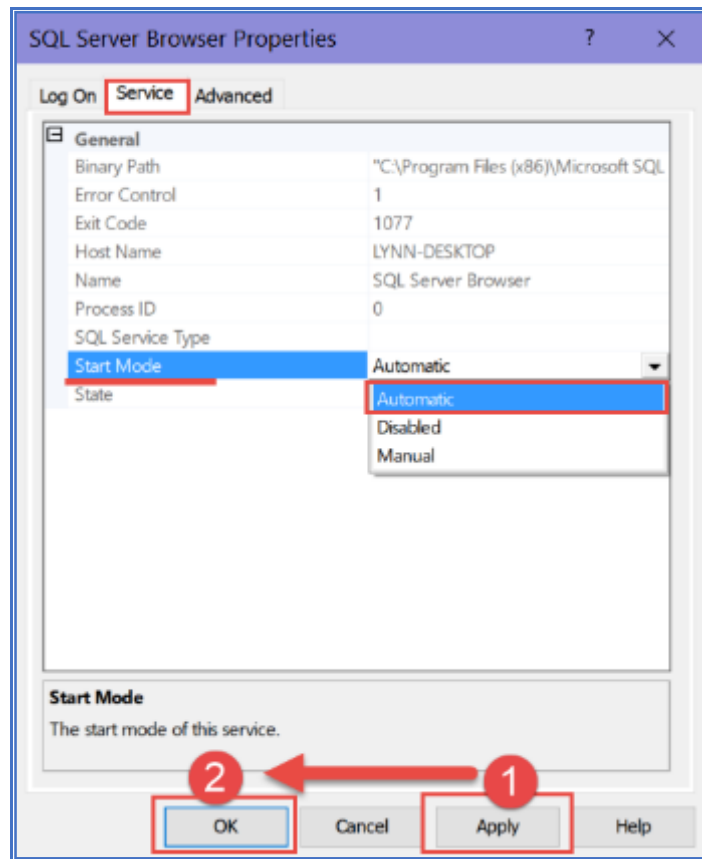 SQL Server Browser Properties ? ×
Log On Service Advanced
General
Binary Path "C:\Program Files (x86)\Microsoft SQL
Error Control 1
Exit Code 1077
Host Name LYNN-DESKTOP
Name SQL Server Browser
Process ID 0
SQL Service Type
Start Mode Automatic
State Automatic
Disabled
Manual
Start Mode
The start mode of this service.
2 1
OK Cancel Apply Help